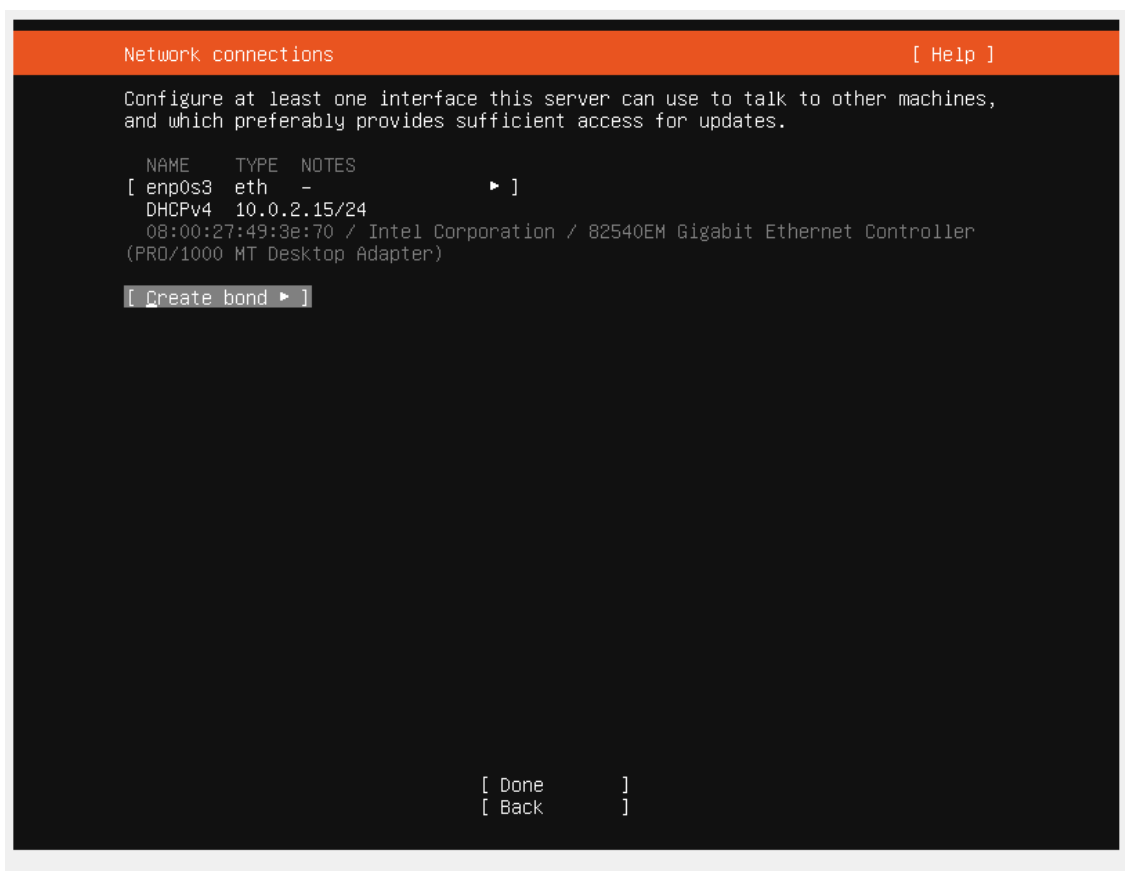 Network connections [ Help ]
Configure at least one interface this server can use to talk to other machines,
and which preferably provides sufficient access for updates.
NAME TYPE NOTES
[ enp0s3 eth - ▸ ]
DHCPv4 10.0.2.15/24
08:00:27:49:3e:70 / Intel Corporation / 82540EM Gigabit Ethernet Controller
(PRO/1000 MT Desktop Adapter)
[ Create bond ▸ ]
[ Done ]
[ Back ]